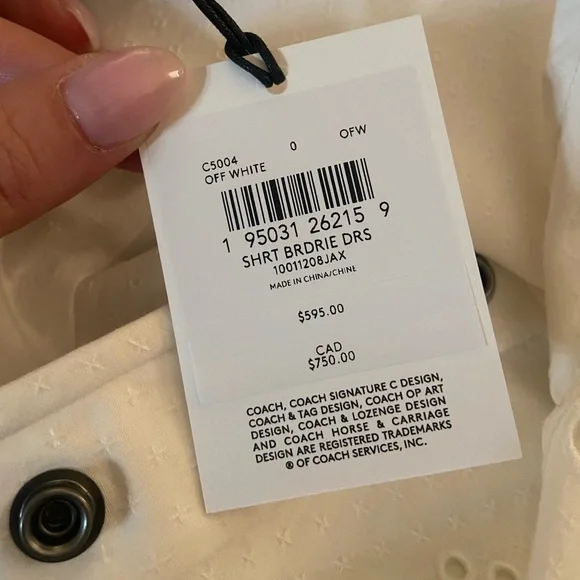 C5004 0 OFW
OFF WHITE
1 95031 26215 9
SHRT BRDRIE DRS
10011208JAX
MADE IN CHINA/CHINE
$595.00
CAD
$750.00
COACH, COACH SIGNATURE C DESIGN,
COACH & TAG DESIGN, COACH OP ART
DESIGN, COACH & LOZENGE DESIGN
AND COACH HORSE & CARRIAGE
DESIGN ARE REGISTERED TRADEMARKS
® OF COACH SERVICES, INC.